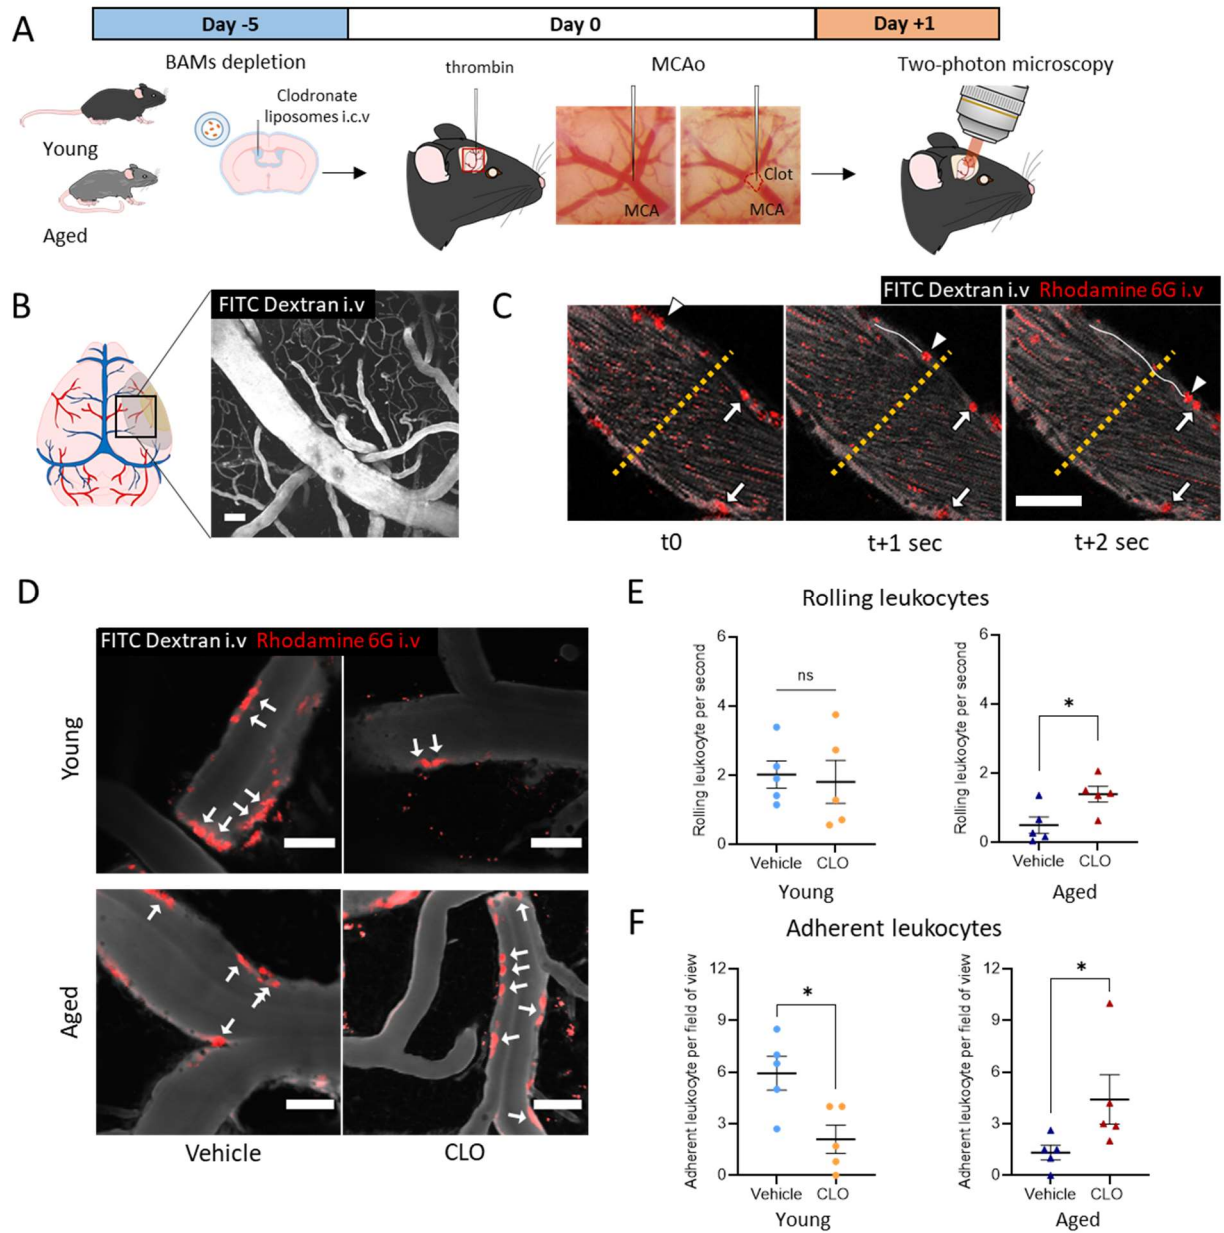 A
Day -5
Day 0
Day +1
BAMs depletion
thrombin
MCAo
Two-photon microscopy
Clodronate
liposomes i.c.v
Young
Aged
MCA
Clot
MCA
B
FITC Dextran i.v
C
FITC Dextran i.v Rhodamine 6G i.v
t0
t+1 sec
t+2 sec
D
FITC Dextran i.v Rhodamine 6G i.v
Young
Aged
Vehicle
CLO
E
Rolling leukocytes
Rolling leukocyte per second
6
4
2
0
ns
Vehicle
CLO
Young
Rolling leukocyte per second
6
4
2
0
*
Vehicle
CLO
Aged
F
Adherent leukocytes
Adherent leukocyte per field of view
12
9
6
3
0
*
Vehicle
CLO
Young
Adherent leukocyte per field of view
12
9
6
3
0
*
Vehicle
CLO
Aged